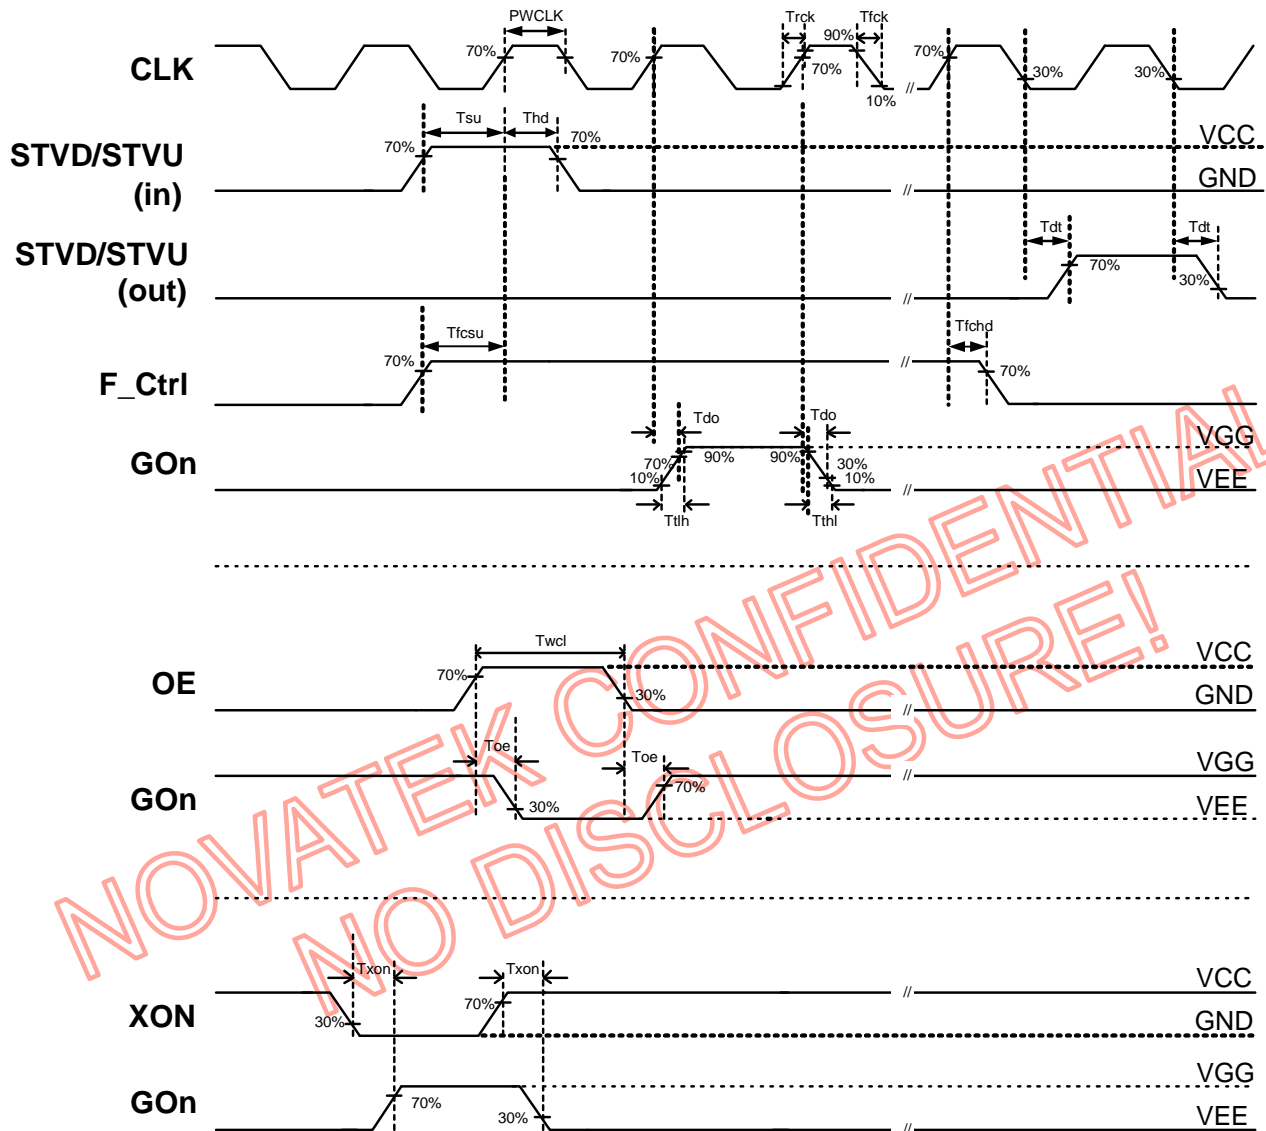 PWCLK
Trck
Tfck
70%
70%
90%
70%
70%
30%
30%
10%
CLK
//
Tsu
Thd
70%
70%
VCC
STVD/STVU
(in)
GND
//
Tdt
Tdt
STVD/STVU
(out)
70%
30%
//
Tfcsu
Tfchd
70%
70%
F_Ctrl
//
Tdo
Tdo
VGG
GOn
70%
90%
90%
30%
10%
10%
VEE
//
Ttlh
Tthl
NOVATEK CONFIDENTIAL
NO DISCLOSURE!
Twcl
VCC
OE
70%
30%
GND
//
Toe
Toe
VGG
GOn
30%
70%
VEE
//
Txon
Txon
VCC
XON
30%
70%
GND
//
VGG
GOn
70%
30%
VEE
//